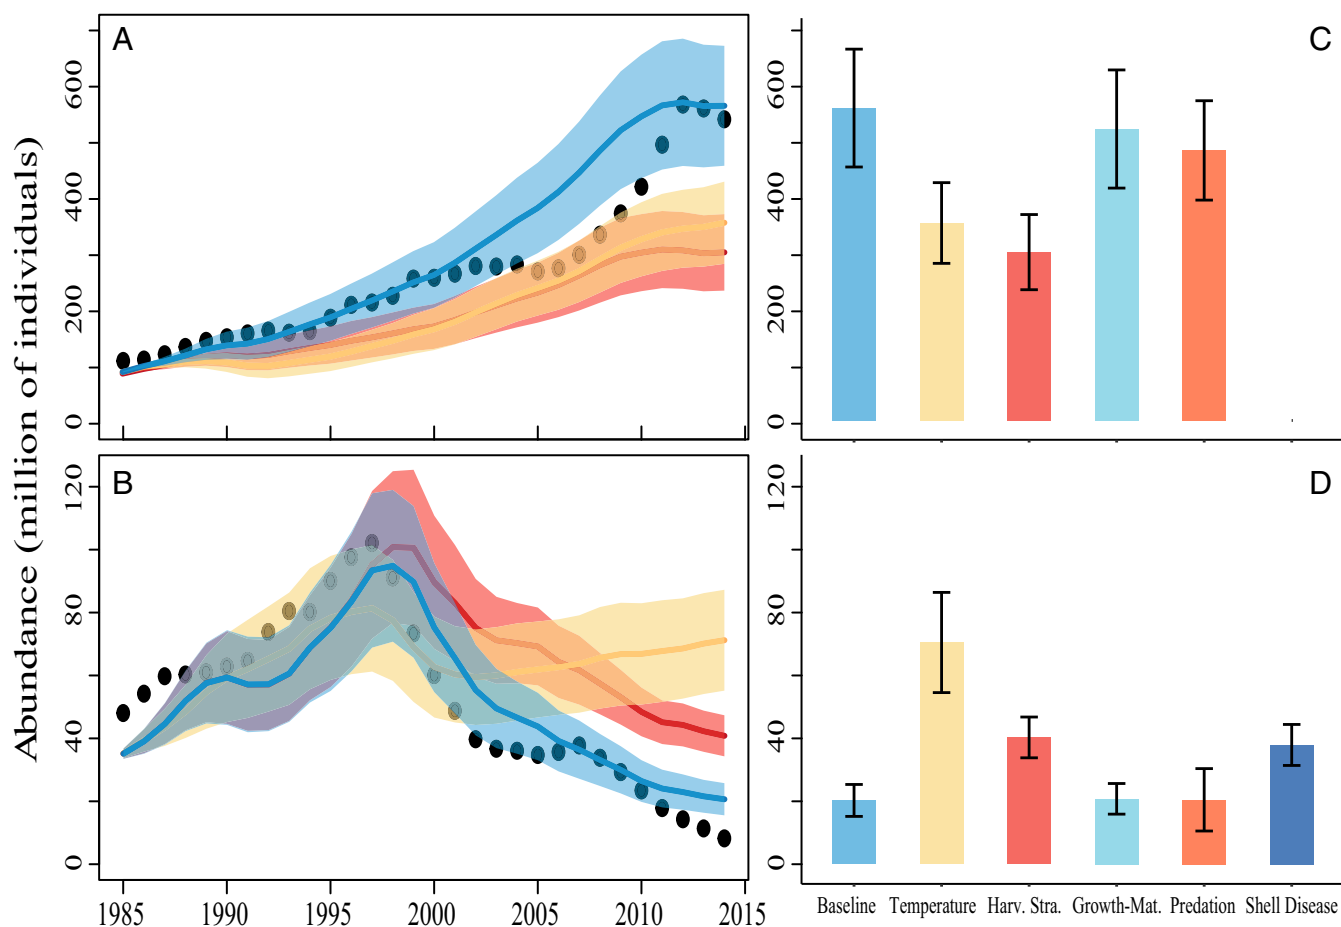 Abundance (million of individuals)
A
600
400
200
0
C
600
400
200
0
B
120
80
40
0
1985 1990 1995 2000 2005 2010 2015
D
120
80
40
0
Baseline Temperature Harv. Stra. Growth-Mat. Predation Shell Disease